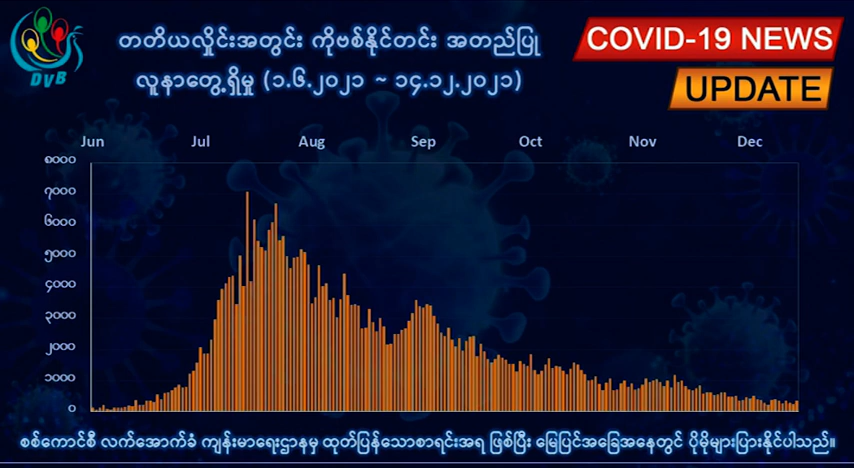 DVB
တတိယလှိုင်းအတွင်း ကိုဗစ်နိုင်တင်း အတည်ပြု
လူနာတွေ့ရှိမှု (၁.၆.၂၀၂၁ ~ ၁၄.၁၂.၂၀၂၁)
COVID-19 NEWS
UPDATE
Jun Jul Aug Sep Oct Nov Dec
၈၀၀၀
၇၀၀၀
၆၀၀၀
၅၀၀၀
၄၀၀၀
၃၀၀၀
၂၀၀၀
၁၀၀၀
၀
စစ်ကောင်စီ လက်အောက်ခံ ကျန်းမာရေးဌာနမှ ထုတ်ပြန်သောစာရင်းအရ ဖြစ်ပြီး မြေပြင်အခြေအနေတွင် ပိုမိုများပြားနိုင်ပါသည်။